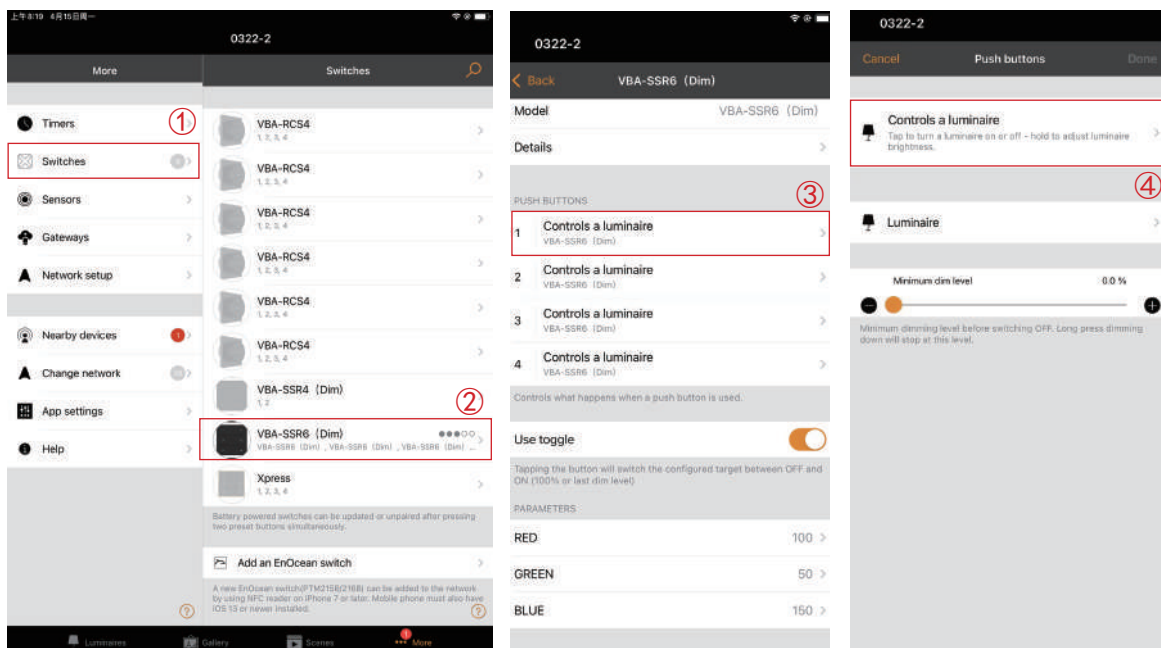 上午8:19 4月15日周一
0322-2
More
Switches
Timers
①
Switches
Sensors
Gateways
Network setup
Nearby devices
1
Change network
App settings
Help
VBA-RCS4
1, 2, 3, 4
VBA-RCS4
1, 2, 3, 4
VBA-RCS4
1, 2, 3, 4
VBA-RCS4
1, 2, 3, 4
VBA-RCS4
1, 2, 3, 4
VBA-RCS4
1, 2, 3, 4
VBA-SSR4 (Dim)
1, 2
②
VBA-SSR6 (Dim)
VBA-SSR6 (Dim) , VBA-SSR6 (Dim) , VBA-SSR6 (Dim) ...
Xpress
1, 2, 3, 4
Battery powered switches can be updated or unpaired after pressing
two preset buttons simultaneously.
Add an EnOcean switch
A new EnOcean switch(PTM215B(216B) can be added to the network
by using NFC reader on iPhone 7 or later. Mobile phone must also have
iOS 13 or newer installed.
?
?
Luminaires
Gallery
Scenes
1
More
0322-2
Back
VBA-SSR6 (Dim)
Model
VBA-SSR6 (Dim)
Details
PUSH BUTTONS
③
1 Controls a luminaire
VBA-SSR6 (Dim)
2 Controls a luminaire
VBA-SSR6 (Dim)
3 Controls a luminaire
VBA-SSR6 (Dim)
4 Controls a luminaire
VBA-SSR6 (Dim)
Controls what happens when a push button is used.
Use toggle
Tapping the button will switch the configured target between OFF and
ON (100% or last dim level)
PARAMETERS
RED 100
GREEN 50
BLUE 150
0322-2
Cancel
Push buttons
Done
Controls a luminaire
Tap to turn a luminaire on or off - hold to adjust luminaire
brightness.
④
Luminaire
Minimum dim level 0.0 %
Minimum dimming level before switching OFF. Long press dimming
down will stop at this level.